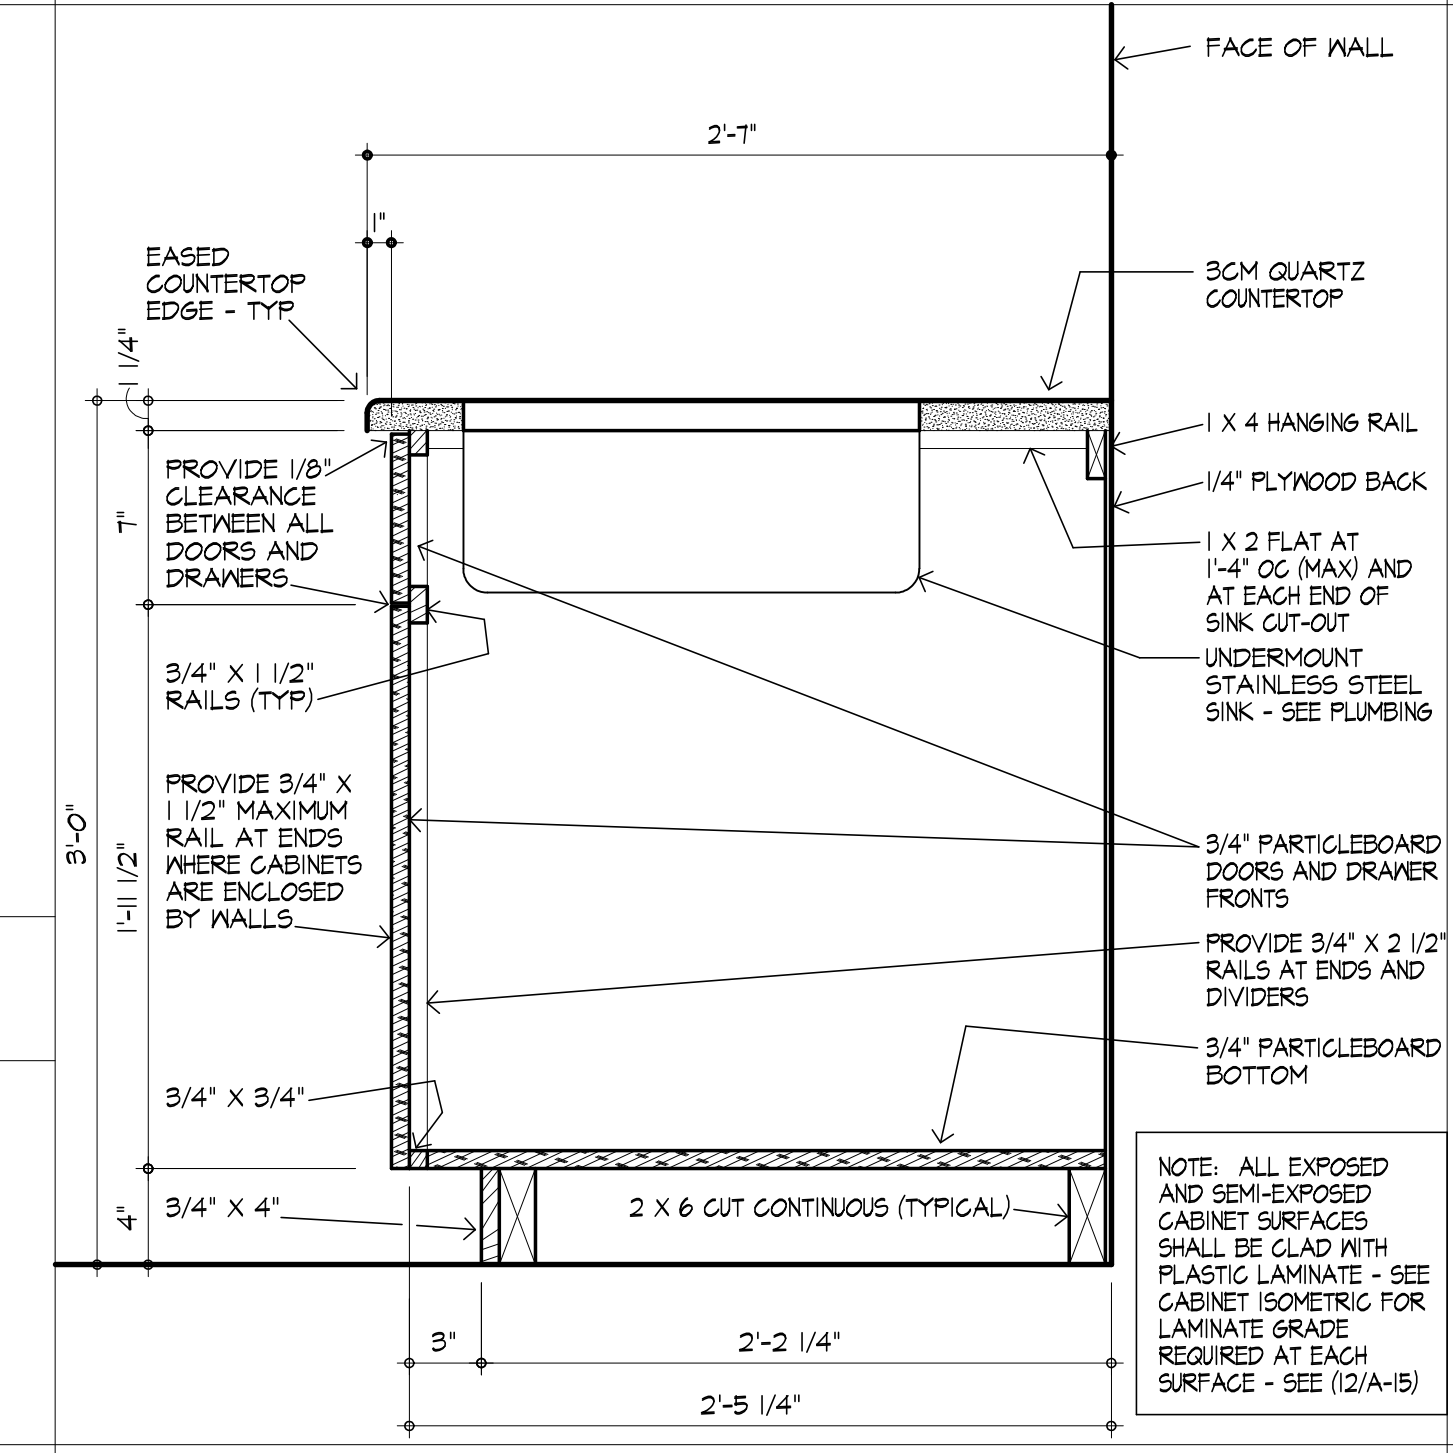 FACE OF WALL
2'-7"
1"
EASED
COUNTERTOP
EDGE - TYP
3CM QUARTZ
COUNTERTOP
1 1/4"
1 X 4 HANGING RAIL
PROVIDE 1/8"
CLEARANCE
BETWEEN ALL
DOORS AND
DRAWERS
1/4" PLYWOOD BACK
7"
1 X 2 FLAT AT
1'-4" OC (MAX) AND
AT EACH END OF
SINK CUT-OUT
UNDERMOUNT
STAINLESS STEEL
SINK - SEE PLUMBING
3/4" X 1 1/2"
RAILS (TYP)
PROVIDE 3/4" X
1 1/2" MAXIMUM
RAIL AT ENDS
WHERE CABINETS
ARE ENCLOSED
BY WALLS
3'-0"
1'-11 1/2"
3/4" PARTICLEBOARD
DOORS AND DRAWER
FRONTS
PROVIDE 3/4" X 2 1/2"
RAILS AT ENDS AND
DIVIDERS
3/4" PARTICLEBOARD
BOTTOM
3/4" X 3/4"
3/4" X 4"
4"
2 X 6 CUT CONTINUOUS (TYPICAL)
NOTE: ALL EXPOSED
AND SEMI-EXPOSED
CABINET SURFACES
SHALL BE CLAD WITH
PLASTIC LAMINATE - SEE
CABINET ISOMETRIC FOR
LAMINATE GRADE
REQUIRED AT EACH
SURFACE - SEE (12/A-15)
3"
2'-2 1/4"
2'-5 1/4"